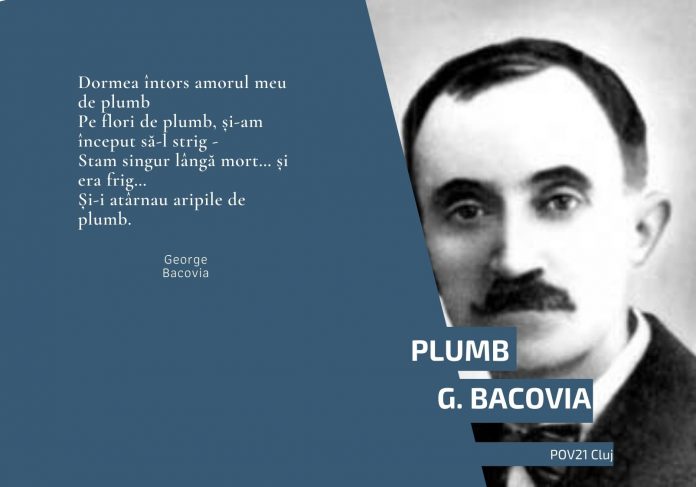 Dormea întors amorul meu
de plumb
Pe flori de plumb, și-am
început să-l strig -
Stam singur lângă mort... și
era frig...
Și-i atârnau aripile de
plumb.
George
Bacovia
PLUMB
G. BACOVIA
POV21 Cluj